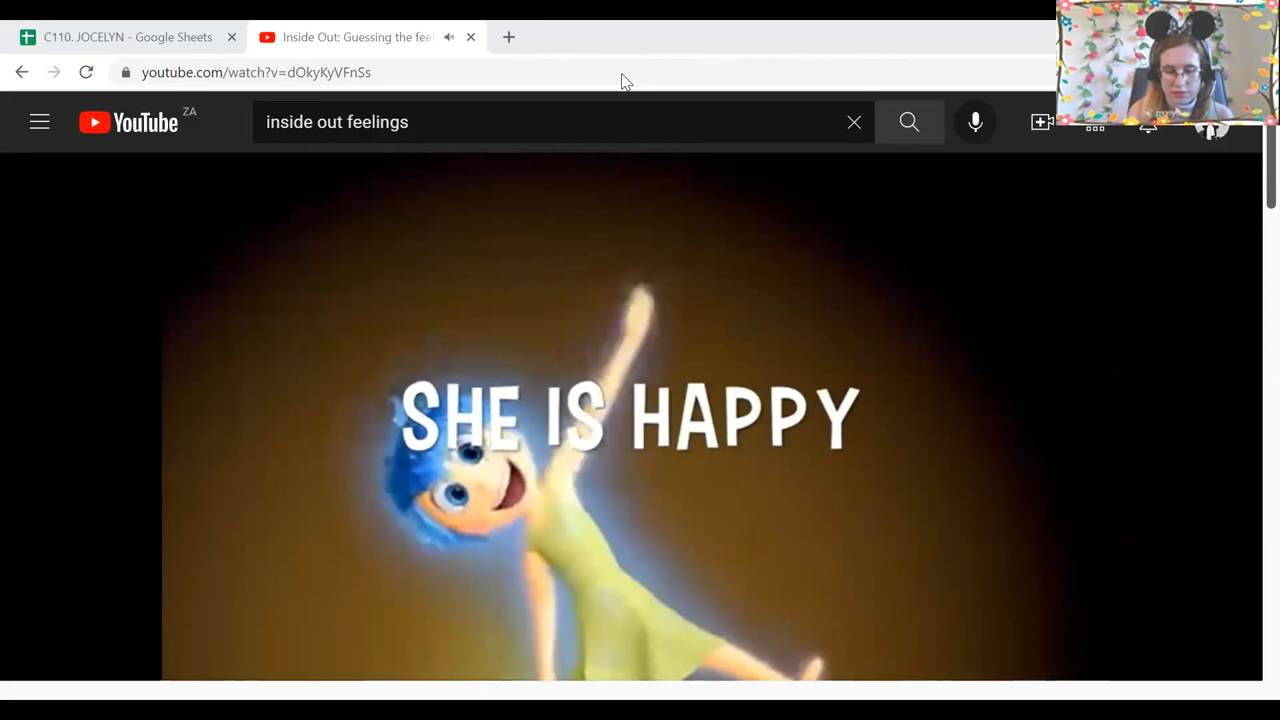 C110. JOCELYN - Google Sheets
Inside Out: Guessing the feel
youtube.com/watch?v=dOkyKyVFnSs
YouTube ZA
inside out feelings
SHE IS HAPPY